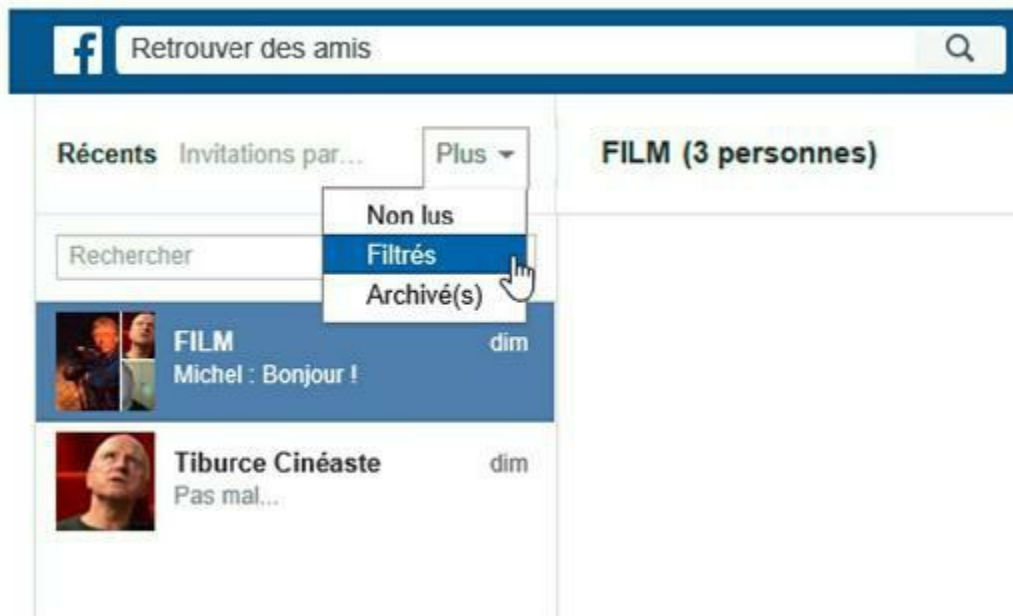 f Retrouver des amis
Récents Invitations par... Plus
FILM (3 personnes)
Non lus
Rechercher
Filtrés
Archivé(s)
FILM dim
Michel : Bonjour !
Tiburce Cinéaste dim
Pas mal...